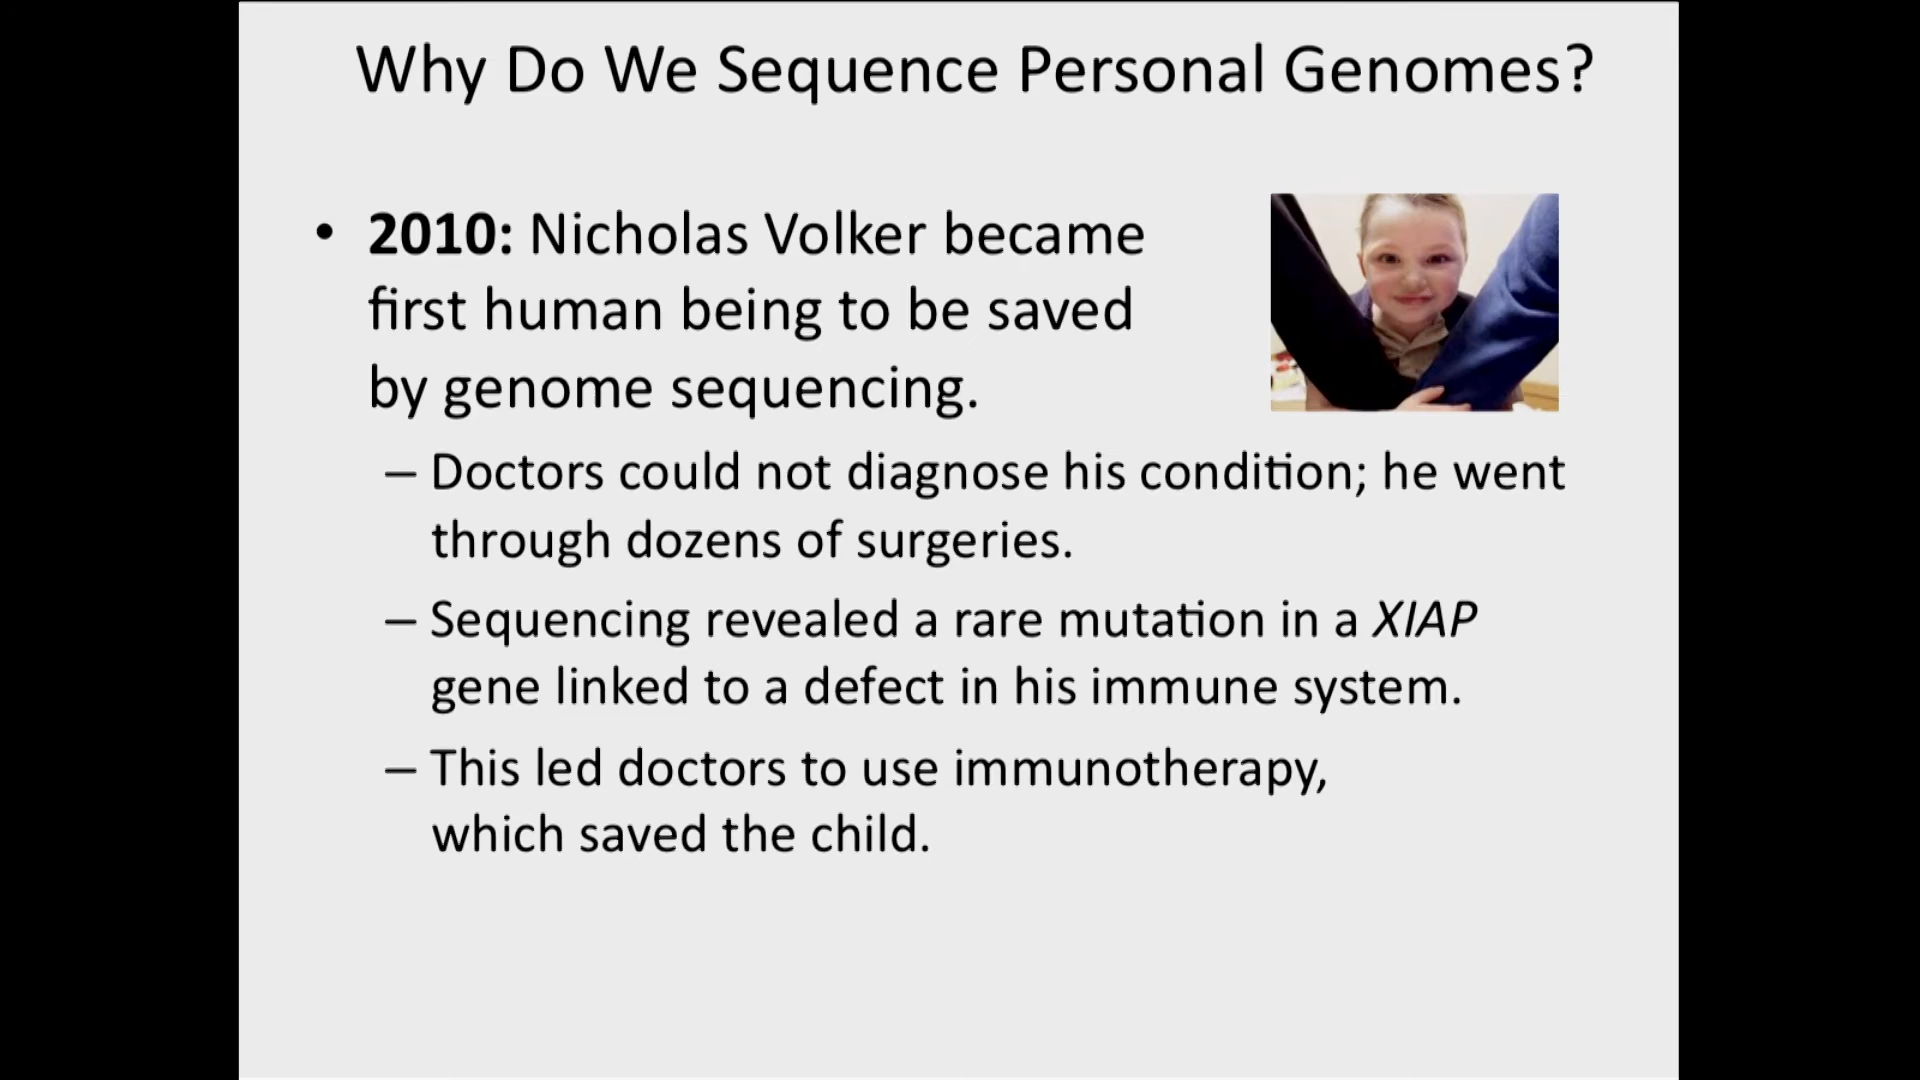 Why Do We Sequence Personal Genomes?
• 2010: Nicholas Volker became
first human being to be saved
by genome sequencing.
– Doctors could not diagnose his condition; he went
through dozens of surgeries.
– Sequencing revealed a rare mutation in a XIAP
gene linked to a defect in his immune system.
– This led doctors to use immunotherapy,
which saved the child.